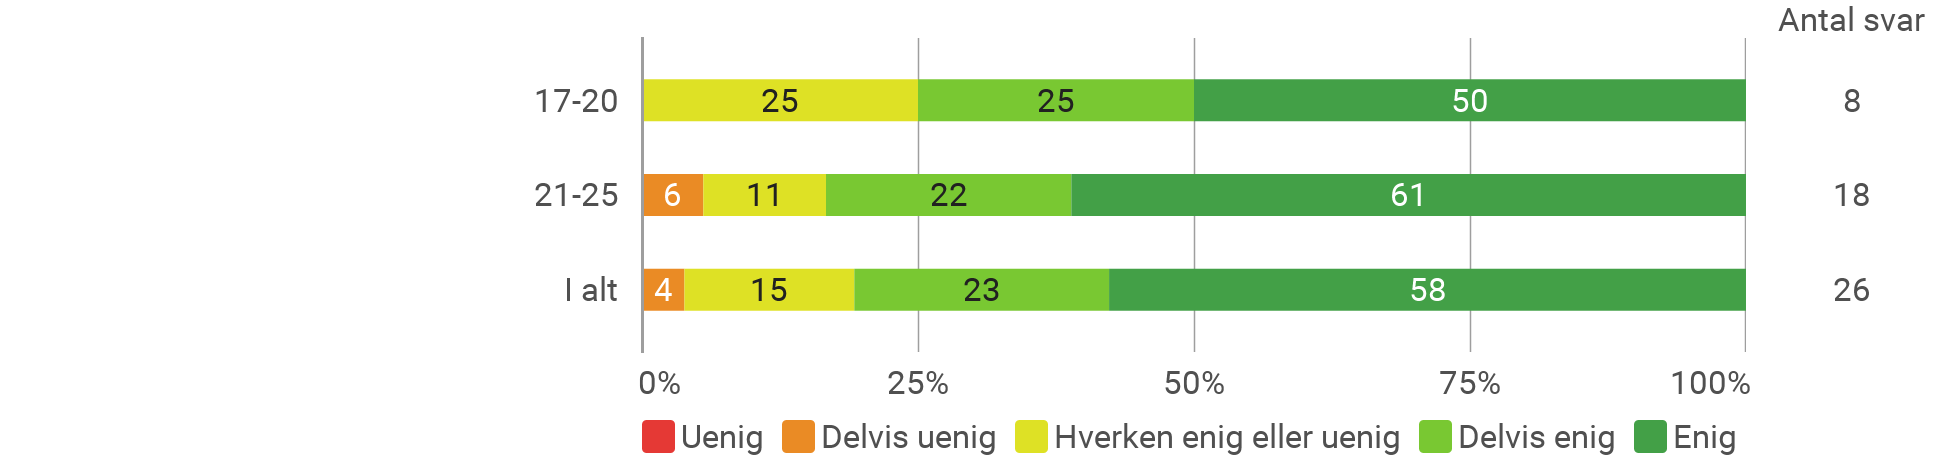 Antal svar
17-20 25 25 50 8
21-25 6 11 22 61 18
I alt 4 15 23 58 26
0% 25% 50% 75% 100%
Uenig Delvis uenig Hverken enig eller uenig Delvis enig Enig